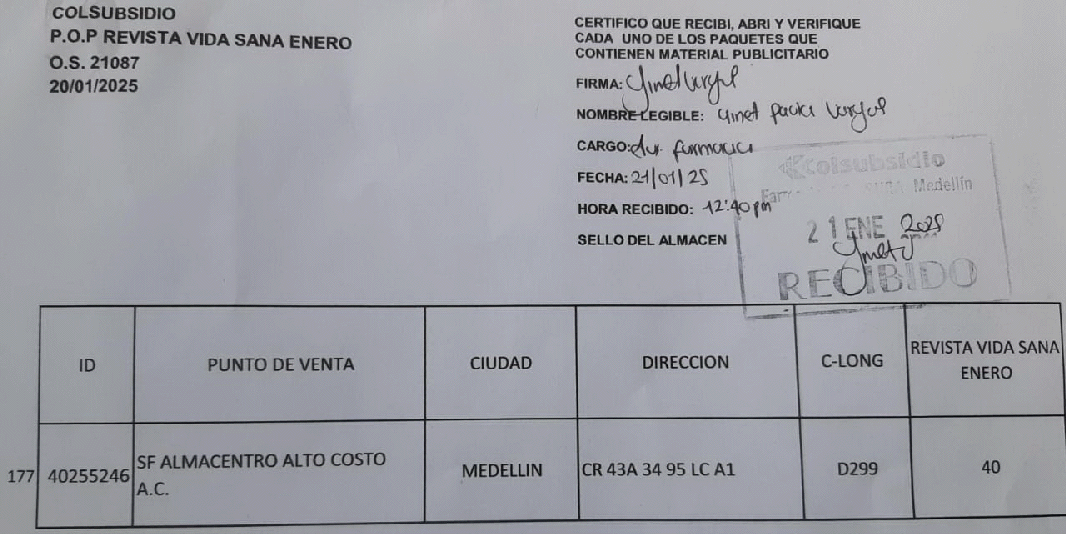 COLSUBSIDIO
P.O.P REVISTA VIDA SANA ENERO
O.S. 21087
20/01/2025
CERTIFICO QUE RECIBI, ABRI Y VERIFIQUE
CADA UNO DE LOS PAQUETES QUE
CONTIENEN MATERIAL PUBLICITARIO
FIRMA:
NOMBRE LEGIBLE: Yinet
CARGO: farmacia
FECHA: 21/01/25
HORA RECIBIDO: 12:40 pm
SELLO DEL ALMACEN
colsubsidio
Medellín
21 ENE 2025
RECIBIDO
ID PUNTO DE VENTA CIUDAD DIRECCION C-LONG REVISTA VIDA SANA ENERO
177 40255246 SF ALMACENTRO ALTO COSTO A.C. MEDELLIN CR 43A 34 95 LC A1 D299 40